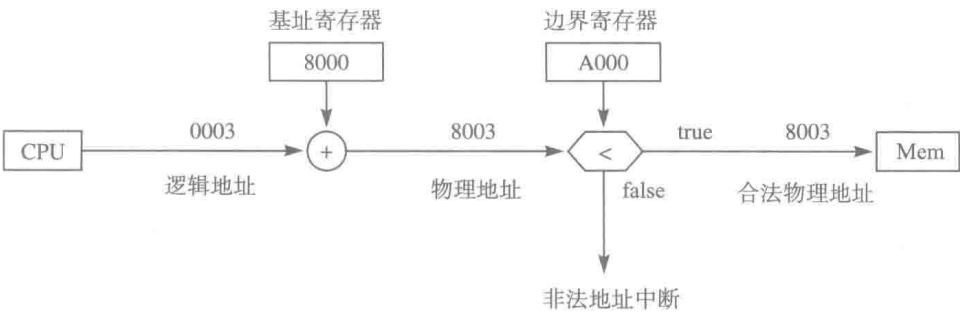 基址寄存器
边界寄存器
8000
A000
0003
8003
true
8003
CPU
+
<
Mem
逻辑地址
物理地址
false
合法物理地址
非法地址中断